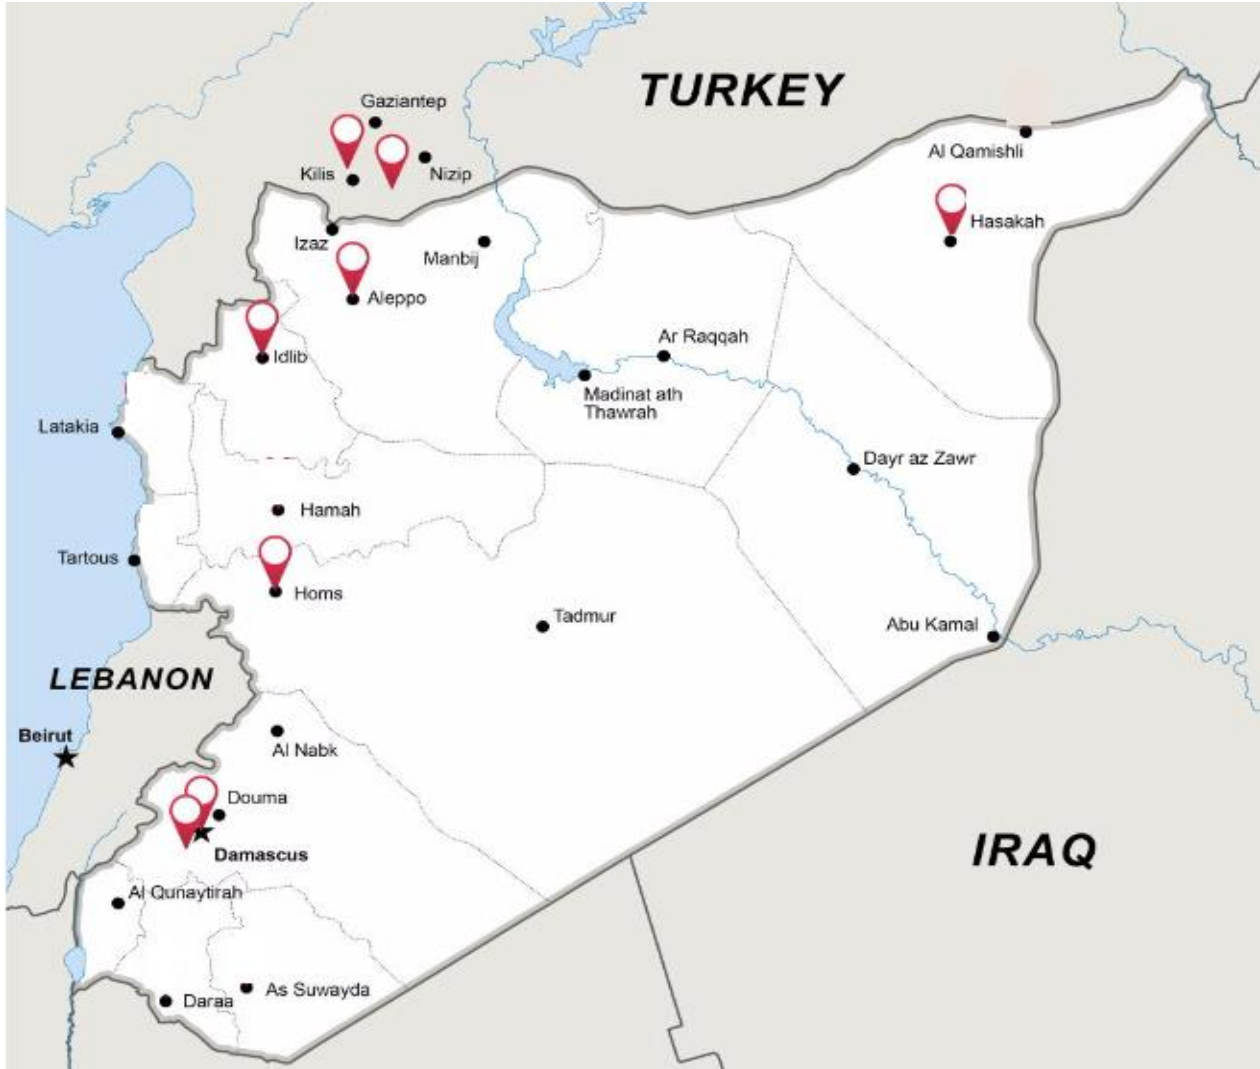 TURKEY
Gaziantep
Kilis
Nizip
Al Qamishli
Hasakah
Izaz
Manbij
Aleppo
Idlib
Ar Raqqah
Madinat ath
Thawrah
Latakia
Dayr az Zawr
Hamah
Tartous
Homs
Tadmur
Abu Kamal
LEBANON
Beirut
Al Nabk
Douma
Damascus
IRAQ
Al Qunaytirah
Daraa
As Suwayda